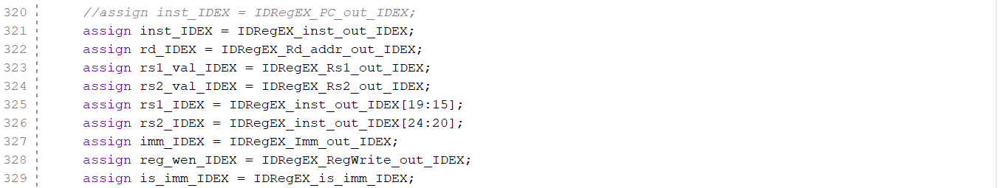 320 //assign inst_IDEX = IDRegEX_PC_out_IDEX;
321 assign inst_IDEX = IDRegEX_inst_out_IDEX;
322 assign rd_IDEX = IDRegEX_Rd_addr_out_IDEX;
323 assign rs1_val_IDEX = IDRegEX_Rs1_out_IDEX;
324 assign rs2_val_IDEX = IDRegEX_Rs2_out_IDEX;
325 assign rs1_IDEX = IDRegEX_inst_out_IDEX[19:15];
326 assign rs2_IDEX = IDRegEX_inst_out_IDEX[24:20];
327 assign imm_IDEX = IDRegEX_Imm_out_IDEX;
328 assign reg_wen_IDEX = IDRegEX_RegWrite_out_IDEX;
329 assign is_imm_IDEX = IDRegEX_is_imm_IDEX;